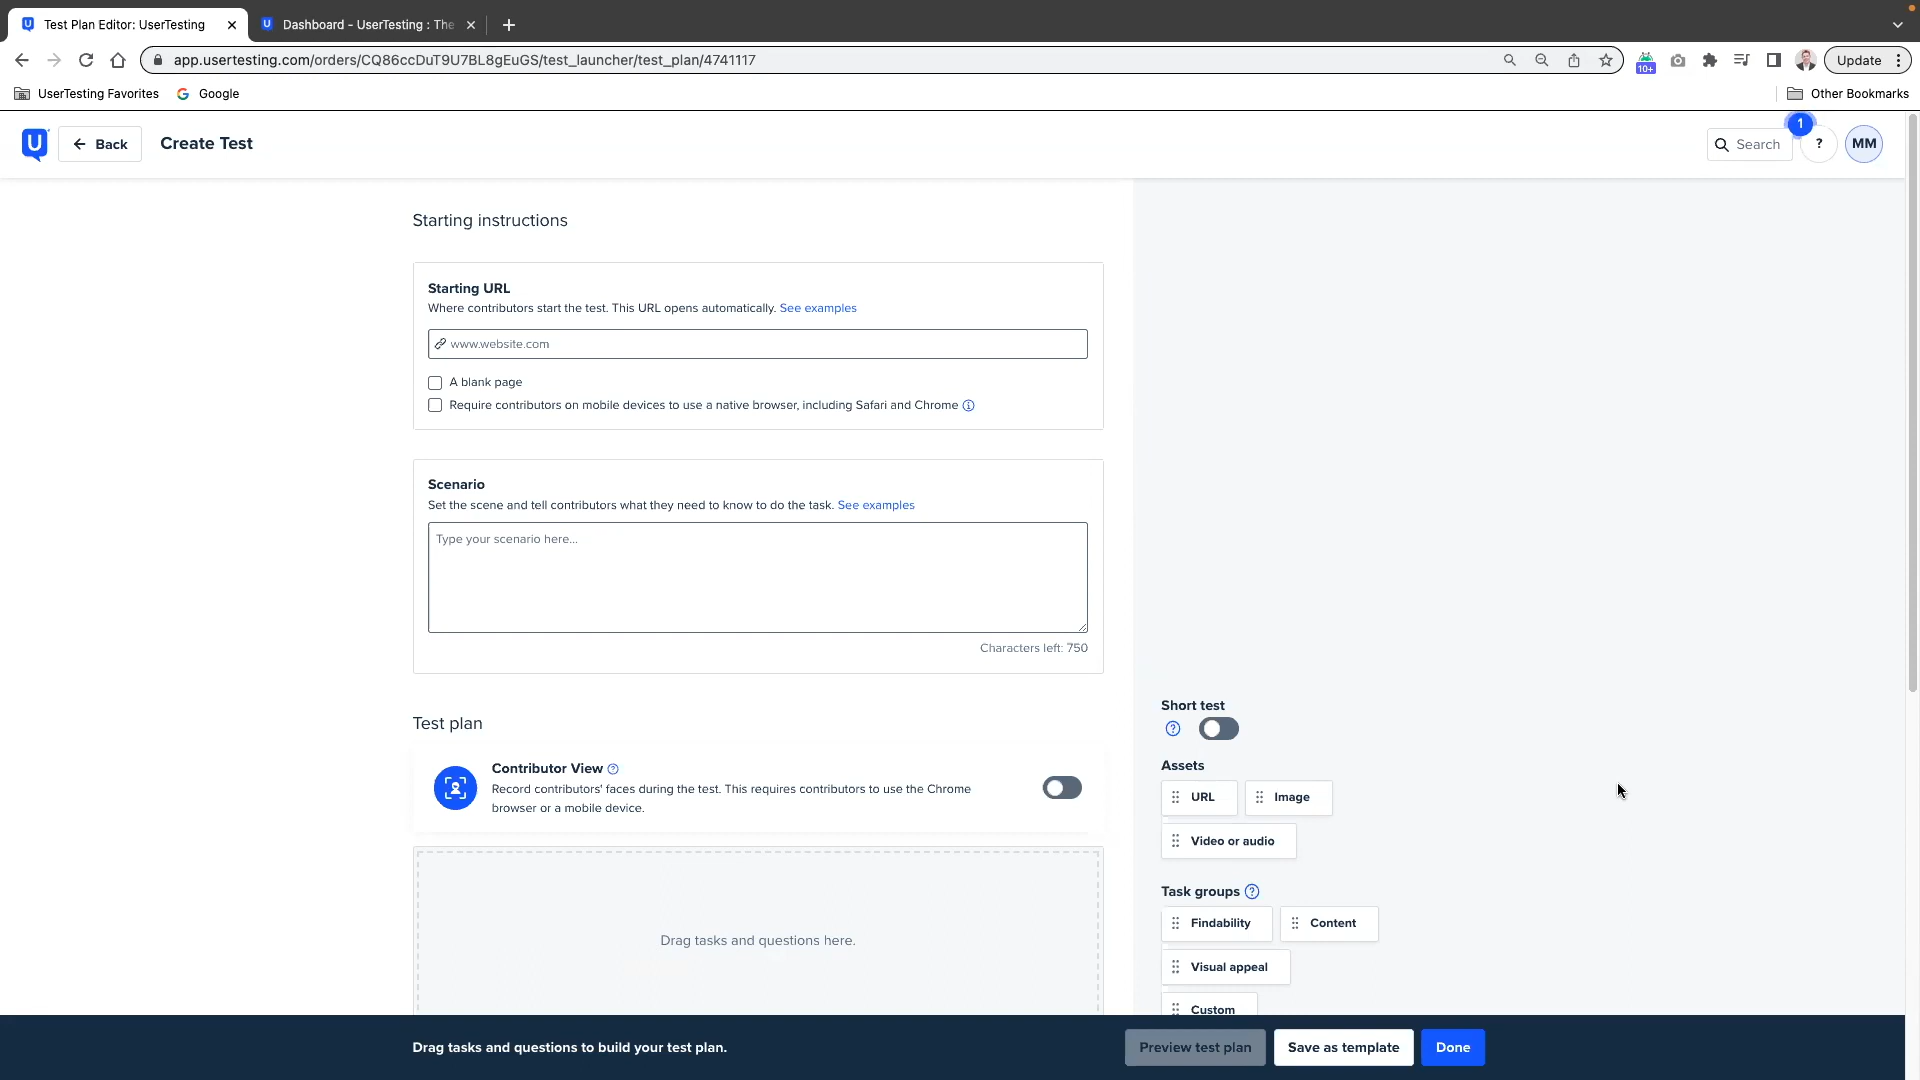 Test Plan Editor: UserTesting
Dashboard - UserTesting : The
app.usertesting.com/orders/CQ86ccDuT9U7BL8gEuGS/test_launcher/test_plan/4741117
10+
Update
UserTesting Favorites
Google
Other Bookmarks
U
Back
Create Test
Search
1
?
MM
Starting instructions
Starting URL
Where contributors start the test. This URL opens automatically. See examples
www.website.com
A blank page
Require contributors on mobile devices to use a native browser, including Safari and Chrome
Scenario
Set the scene and tell contributors what they need to know to do the task. See examples
Type your scenario here...
Characters left: 750
Test plan
Contributor View
Record contributors' faces during the test. This requires contributors to use the Chrome
browser or a mobile device.
Drag tasks and questions here.
Short test
Assets
URL
Image
Video or audio
Task groups
Findability
Content
Visual appeal
Custom
Drag tasks and questions to build your test plan.
Preview test plan
Save as template
Done